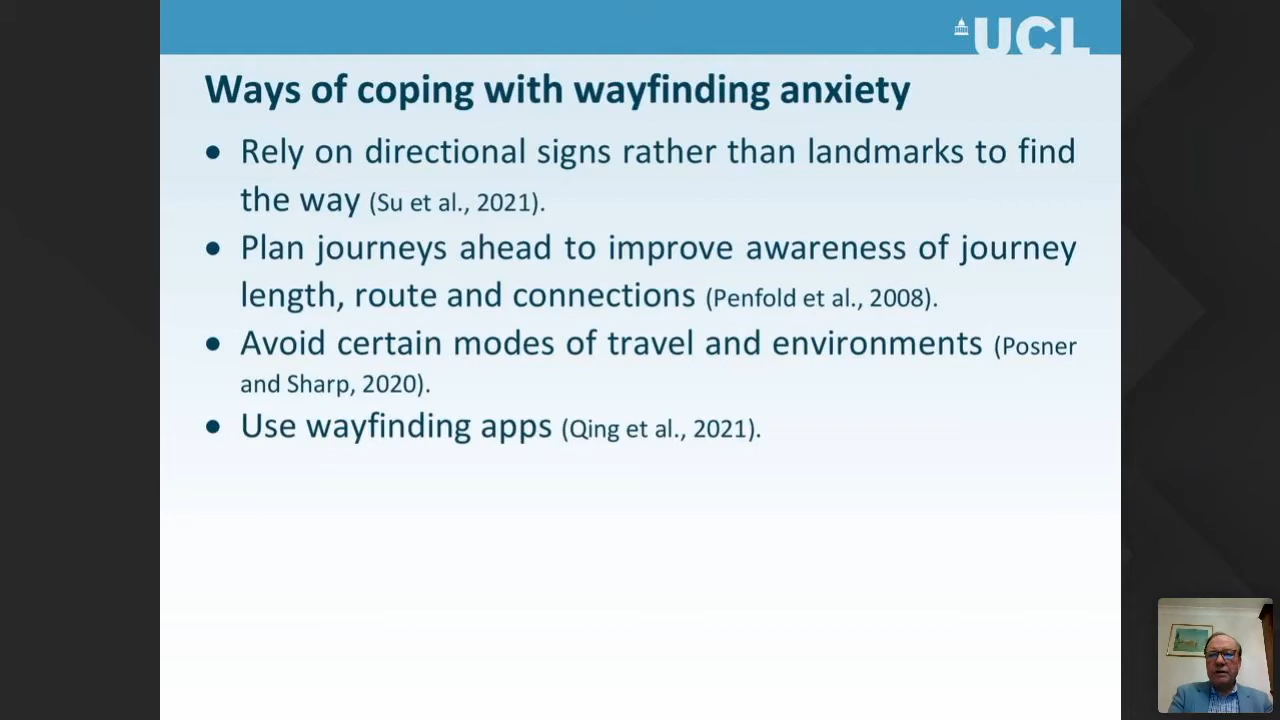 UCL
Ways of coping with wayfinding anxiety
• Rely on directional signs rather than landmarks to find
the way (Su et al., 2021).
• Plan journeys ahead to improve awareness of journey
length, route and connections (Penfold et al., 2008).
• Avoid certain modes of travel and environments (Posner
and Sharp, 2020).
• Use wayfinding apps (Qing et al., 2021).